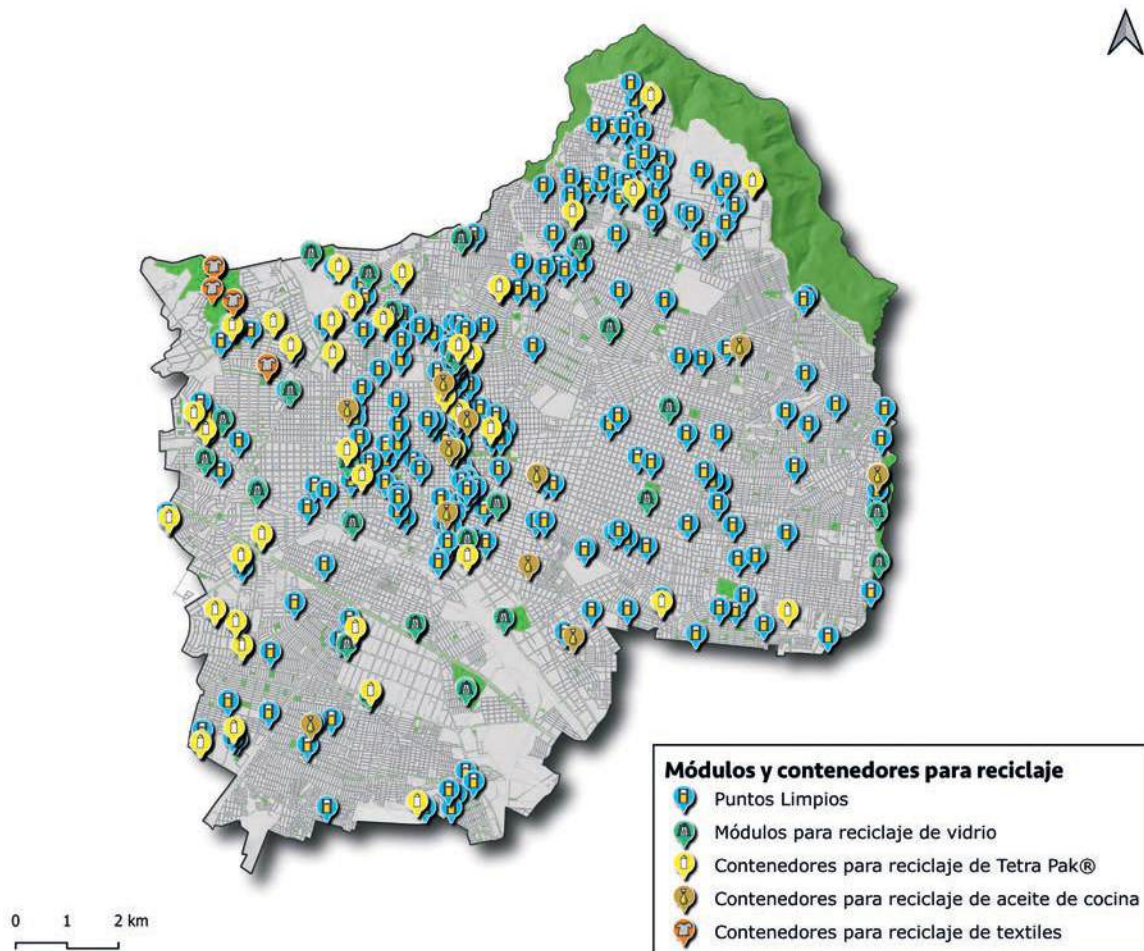 Módulos y contenedores para reciclaje
Puntos Limpios
Módulos para reciclaje de vidrio
Contenedores para reciclaje de Tetra Pak®
Contenedores para reciclaje de aceite de cocina
Contenedores para reciclaje de textiles
0 1 2 km